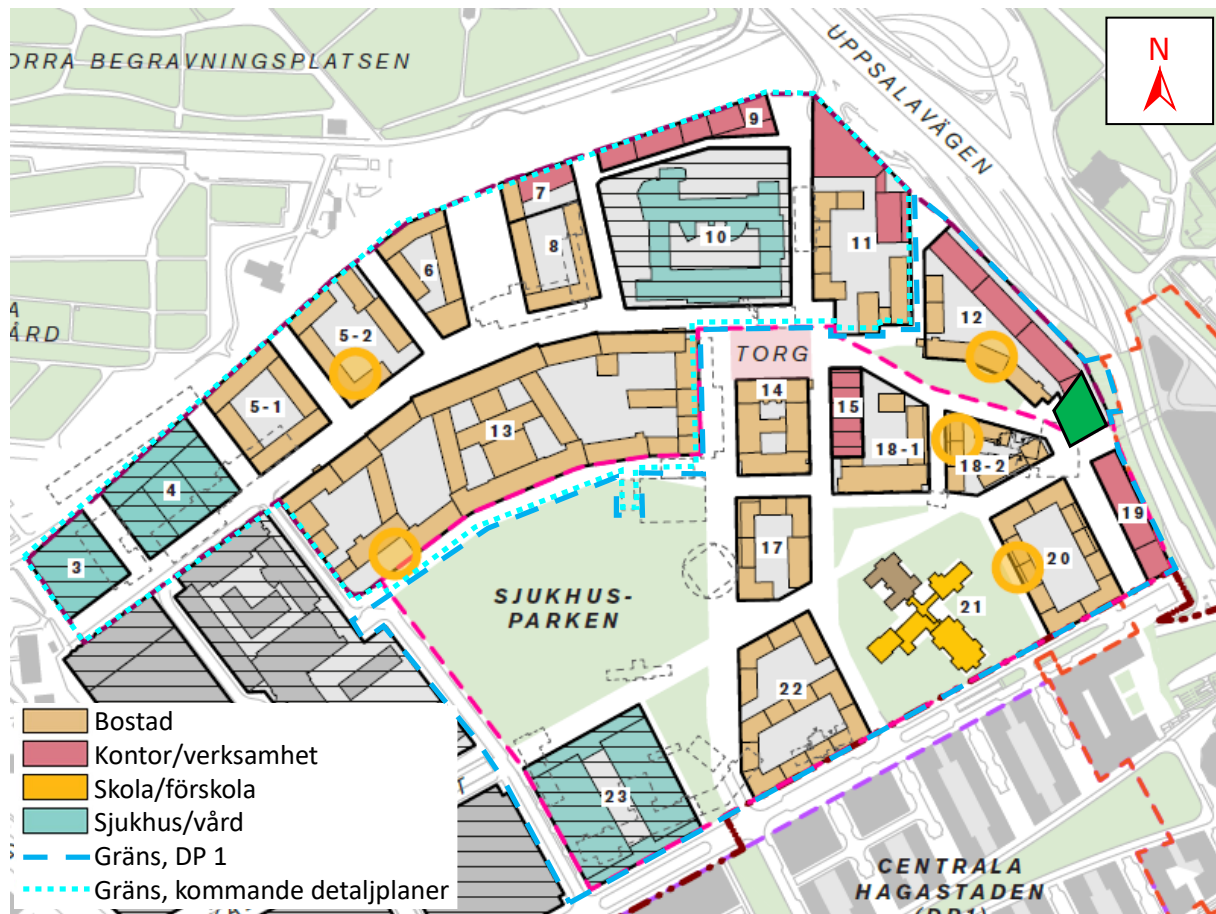 N
ORRA BEGRAVNINGSPLATSEN
UPPSALAVÄGEN
9
7
10
8
11
6
5-2
12
ÅRD
TORG
14
5-1
15
13
18-1
18-2
4
19
17
20
3
SJUKHUS-
PARKEN
21
22
23
Bostad
Kontor/verksamhet
Skola/förskola
Sjukhus/vård
Gräns, DP 1
Gräns, kommande detaljplaner
CENTRALA
HAGASTADEN
(DP1)